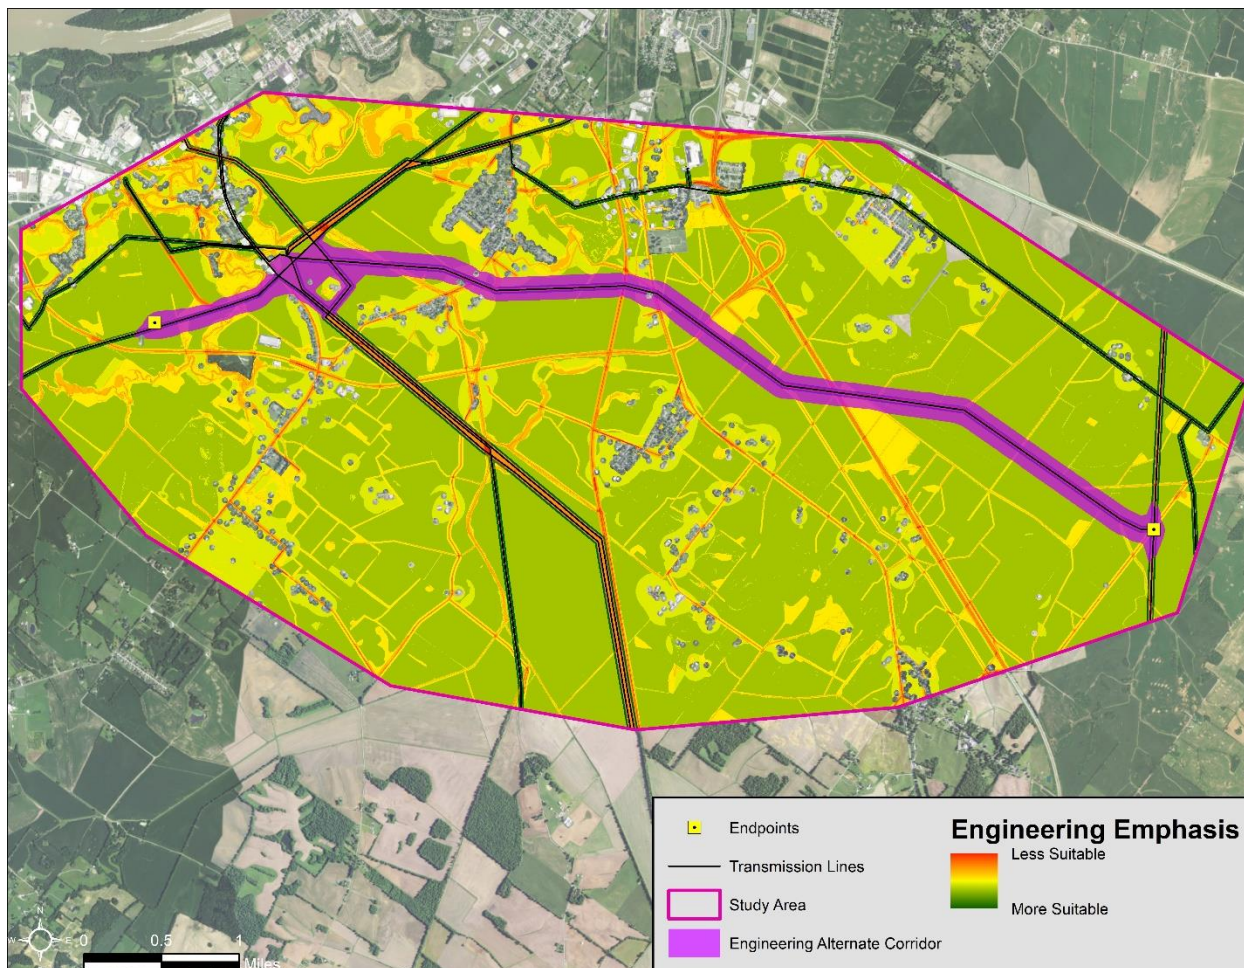 Endpoints
Transmission Lines
Study Area
Engineering Alternate Corridor
Engineering Emphasis
Less Suitable
More Suitable
N
W E
S
0 0.5 1
Miles